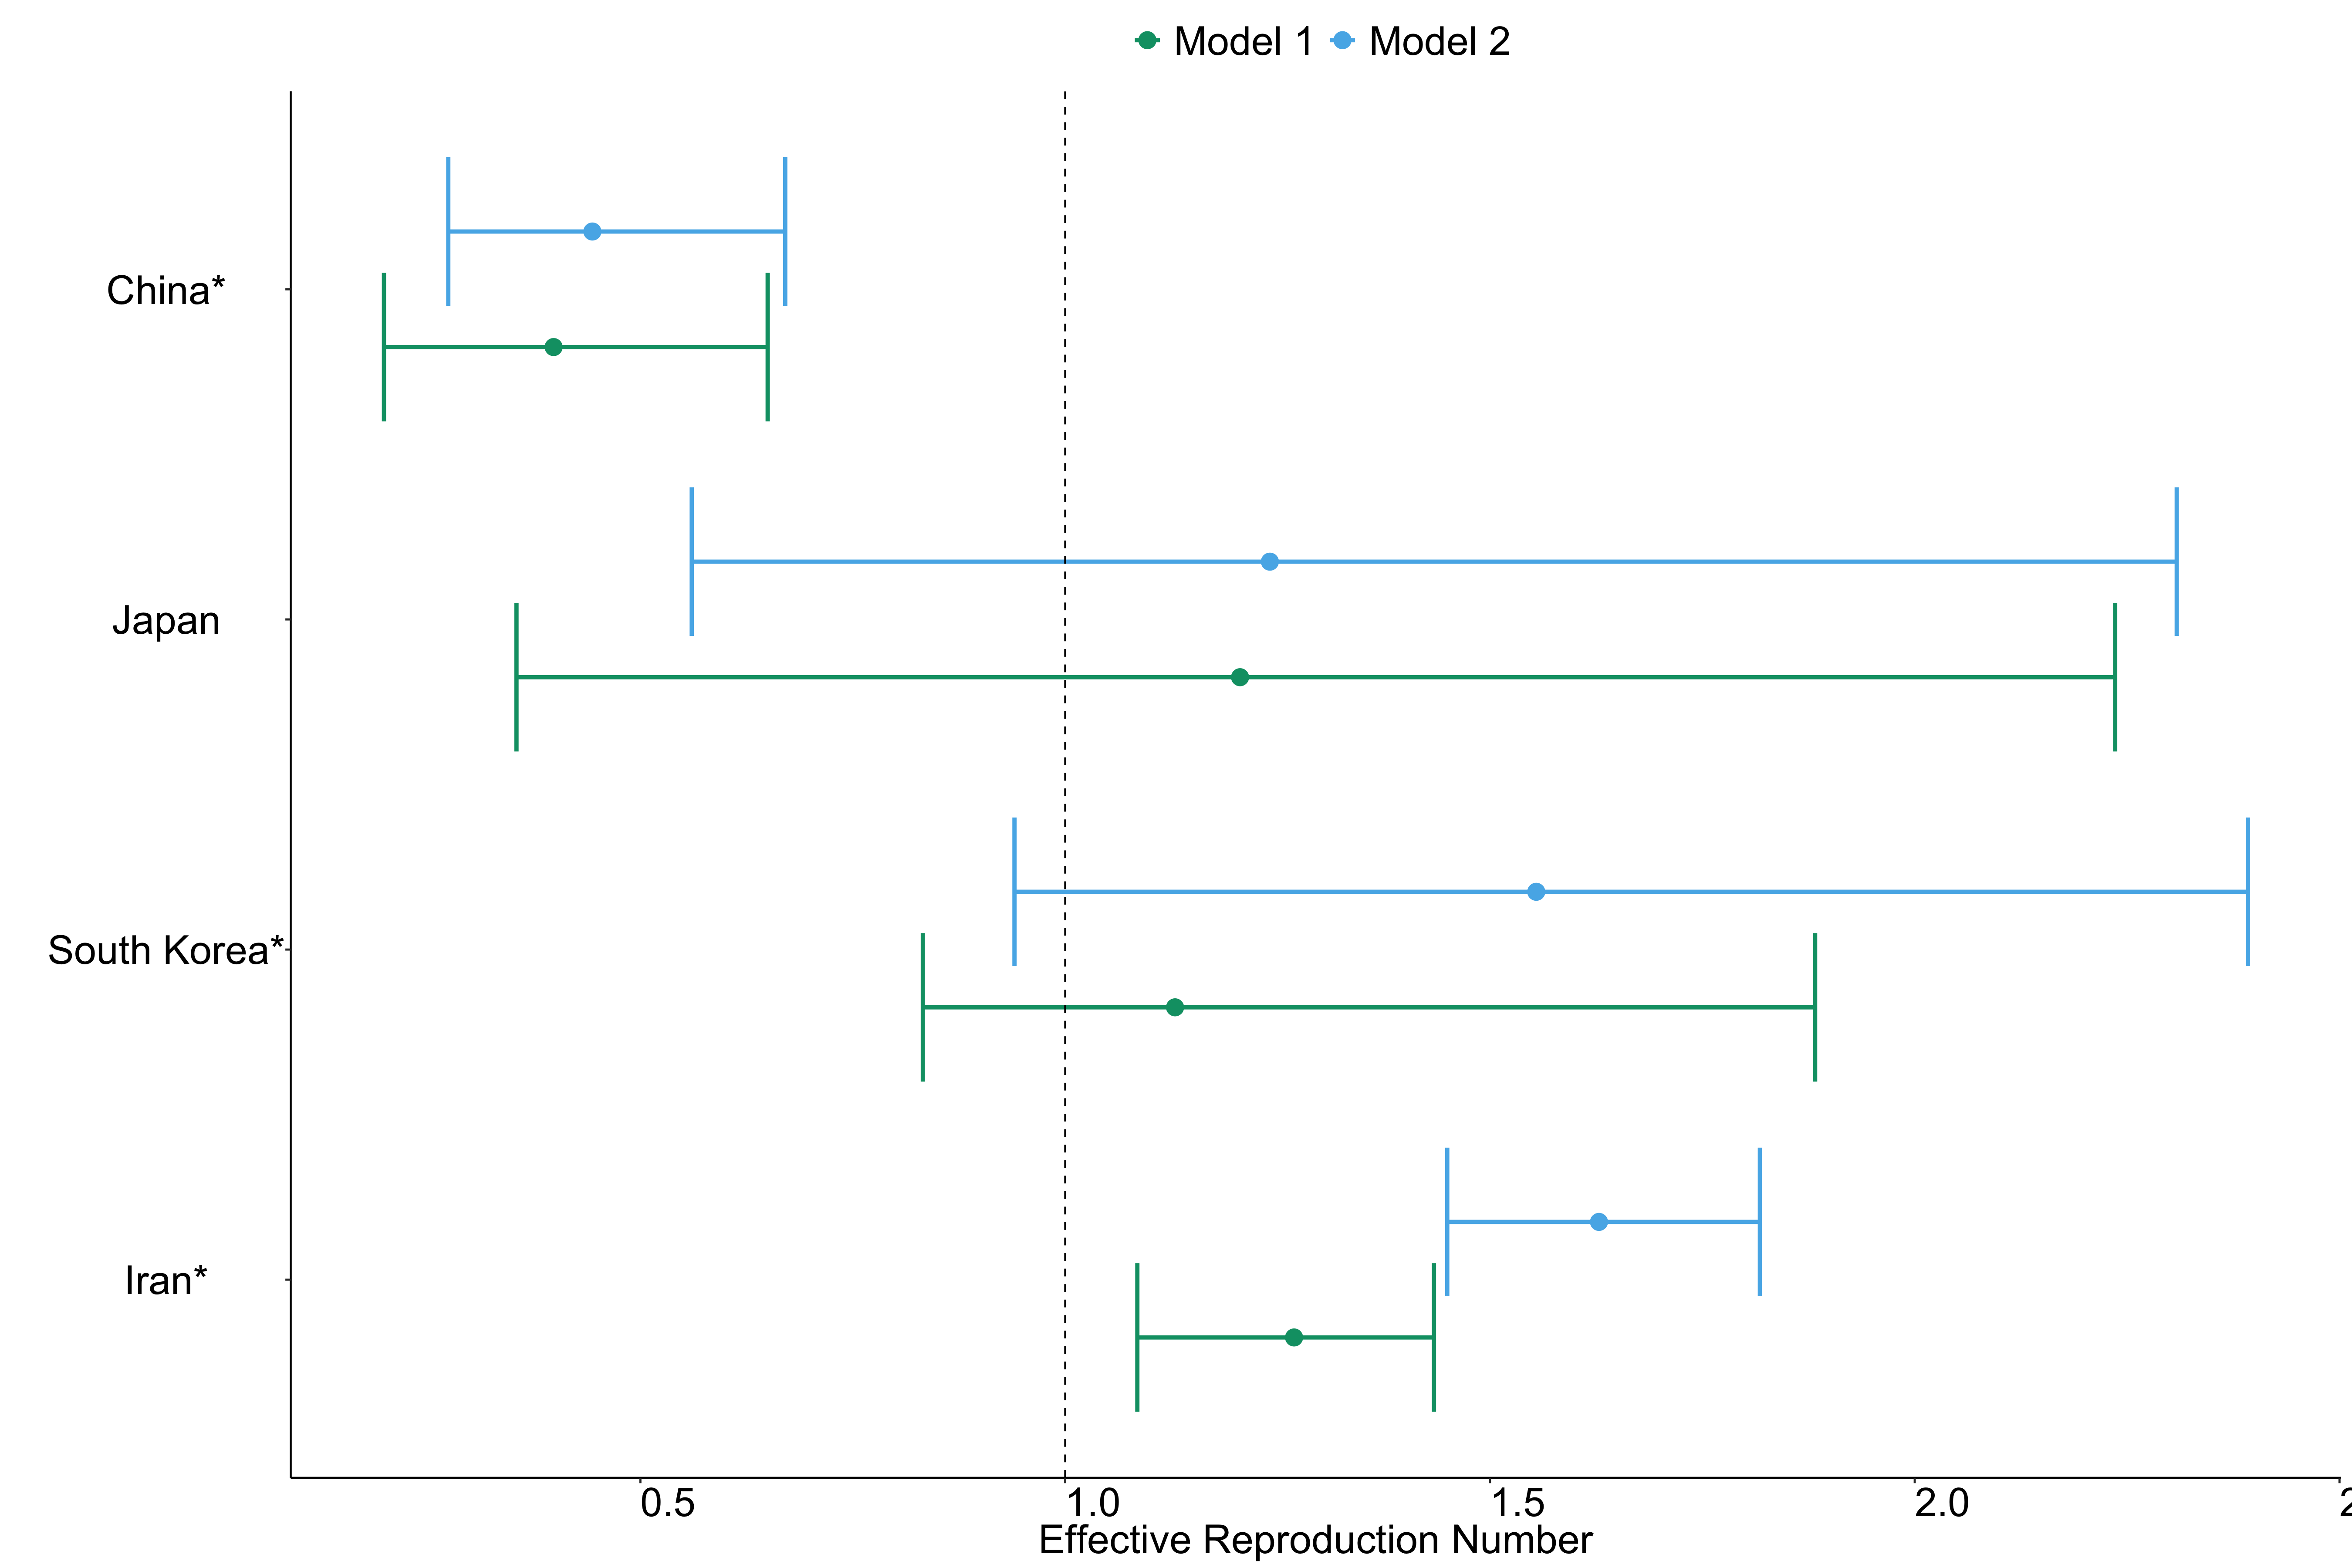 Model 1 Model 2
China*
Japan
South Korea*
Iran*
0.5 1.0 1.5 2.0
Effective Reproduction Number